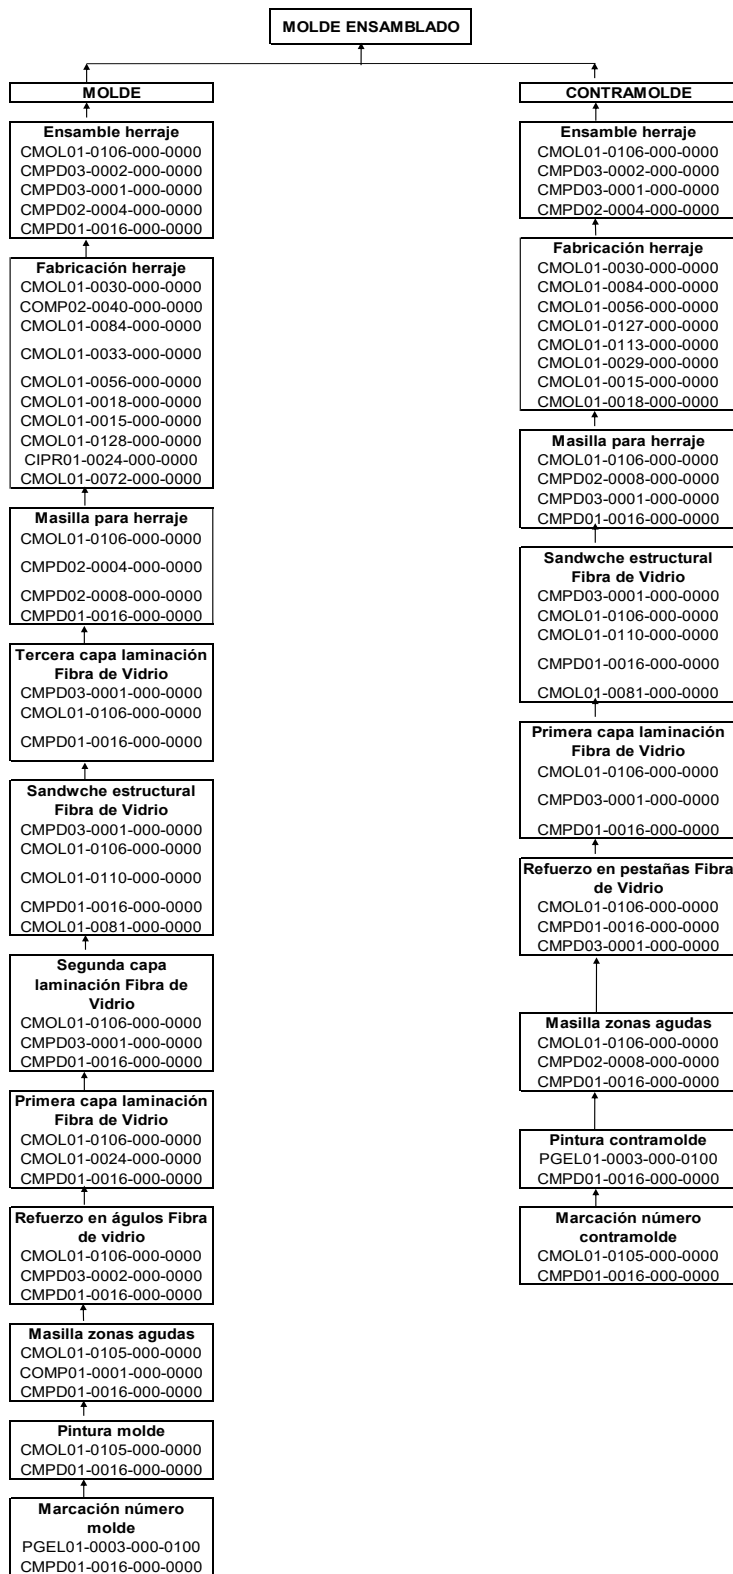 MOLDE ENSAMBLADO
MOLDE
Ensamble herraje
CMOL01-0106-000-0000
CMPD03-0002-000-0000
CMPD03-0001-000-0000
CMPD02-0004-000-0000
CMPD01-0016-000-0000
Fabricación herraje
CMOL01-0030-000-0000
COMP02-0040-000-0000
CMOL01-0084-000-0000
CMOL01-0033-000-0000
CMOL01-0056-000-0000
CMOL01-0018-000-0000
CMOL01-0015-000-0000
CMOL01-0128-000-0000
CIPR01-0024-000-0000
CMOL01-0072-000-0000
Masilla para herraje
CMOL01-0106-000-0000
CMPD02-0004-000-0000
CMPD02-0008-000-0000
CMPD01-0016-000-0000
Tercera capa laminación
Fibra de Vidrio
CMPD03-0001-000-0000
CMOL01-0106-000-0000
CMPD01-0016-000-0000
Sandwche estructural
Fibra de Vidrio
CMPD03-0001-000-0000
CMOL01-0106-000-0000
CMOL01-0110-000-0000
CMPD01-0016-000-0000
CMOL01-0081-000-0000
Segunda capa
laminación Fibra de
Vidrio
CMOL01-0106-000-0000
CMPD03-0001-000-0000
CMPD01-0016-000-0000
Primera capa laminación
Fibra de Vidrio
CMOL01-0106-000-0000
CMOL01-0024-000-0000
CMPD01-0016-000-0000
Refuerzo en águlos Fibra
de vidrio
CMOL01-0106-000-0000
CMPD03-0002-000-0000
CMPD01-0016-000-0000
Masilla zonas agudas
CMOL01-0105-000-0000
COMP01-0001-000-0000
CMPD01-0016-000-0000
Pintura molde
CMOL01-0105-000-0000
CMPD01-0016-000-0000
Marcación número
molde
PGEL01-0003-000-0100
CMPD01-0016-000-0000
CONTRAMOLDE
Ensamble herraje
CMOL01-0106-000-0000
CMPD03-0002-000-0000
CMPD03-0001-000-0000
CMPD02-0004-000-0000
Fabricación herraje
CMOL01-0030-000-0000
CMOL01-0084-000-0000
CMOL01-0056-000-0000
CMOL01-0127-000-0000
CMOL01-0113-000-0000
CMOL01-0029-000-0000
CMOL01-0015-000-0000
CMOL01-0018-000-0000
Masilla para herraje
CMOL01-0106-000-0000
CMPD02-0008-000-0000
CMPD03-0001-000-0000
CMPD01-0016-000-0000
Sandwche estructural
Fibra de Vidrio
CMPD03-0001-000-0000
CMOL01-0106-000-0000
CMOL01-0110-000-0000
CMPD01-0016-000-0000
CMOL01-0081-000-0000
Primera capa laminación
Fibra de Vidrio
CMOL01-0106-000-0000
CMPD03-0001-000-0000
CMPD01-0016-000-0000
Refuerzo en pestañas Fibra
de Vidrio
CMOL01-0106-000-0000
CMPD01-0016-000-0000
CMPD03-0001-000-0000
Masilla zonas agudas
CMOL01-0106-000-0000
CMPD02-0008-000-0000
CMPD01-0016-000-0000
Pintura contramolde
PGEL01-0003-000-0100
CMPD01-0016-000-0000
Marcación número
contramolde
CMOL01-0105-000-0000
CMPD01-0016-000-0000